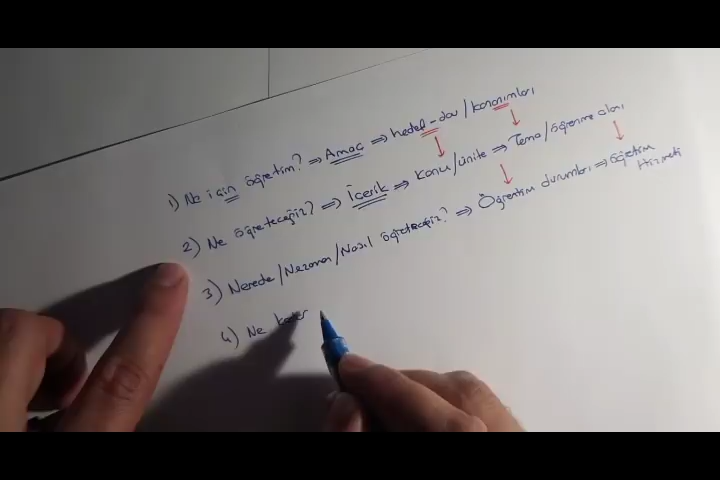 1) Ne için öğretim? ⇒ Amaç ⇒ hedef-dav/kazanımları
2) Ne öğreteceğiz? ⇒ İçerik ⇒ konu/ünite ⇒ Tema/öğrenme alanı
3) Nerede/Nezaman/Nasıl öğreteceğiz? ⇒ Öğrenim durumları ⇒ öğretim Hizmeti
4) Ne kadar